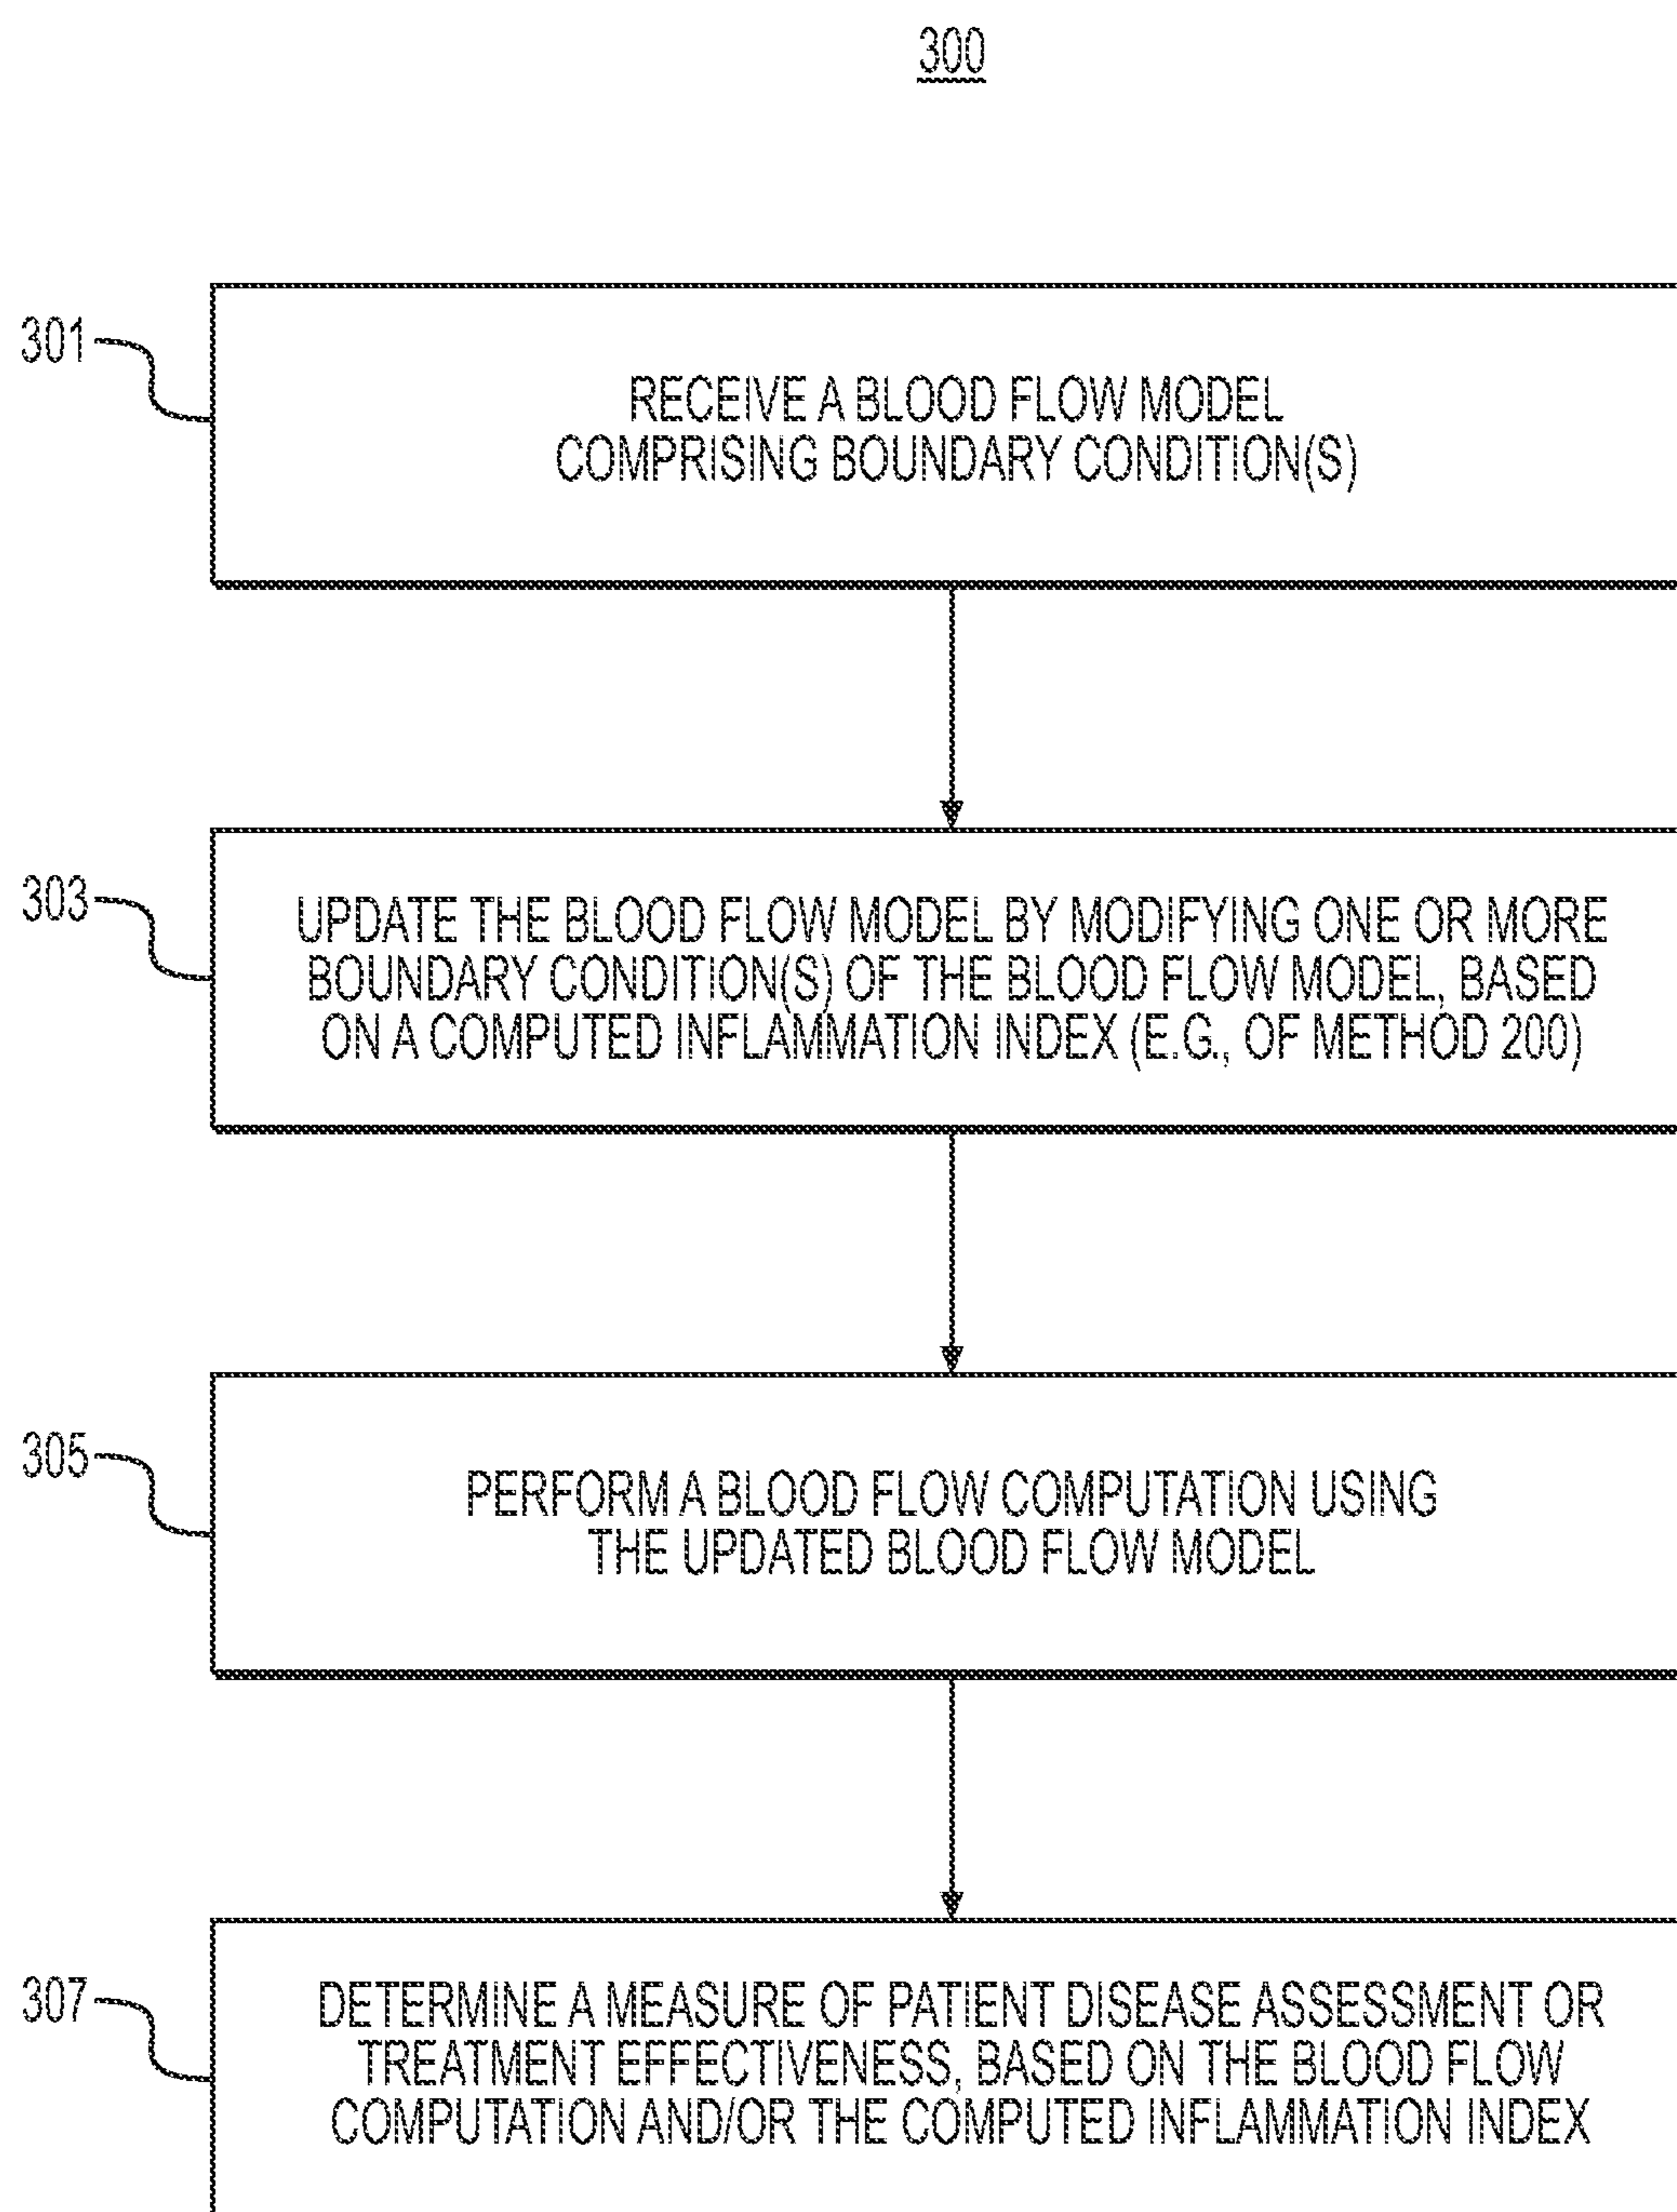 300
301
RECEIVE A BLOOD FLOW MODEL
COMPRISING BOUNDARY CONDITION(S)
303
UPDATE THE BLOOD FLOW MODEL BY MODIFYING ONE OR MORE
BOUNDARY CONDITION(S) OF THE BLOOD FLOW MODEL, BASED
ON A COMPUTED INFLAMMATION INDEX (E.G., OF METHOD 200)
305
PERFORM A BLOOD FLOW COMPUTATION USING
THE UPDATED BLOOD FLOW MODEL
307
DETERMINE A MEASURE OF PATIENT DISEASE ASSESSMENT OR
TREATMENT EFFECTIVENESS, BASED ON THE BLOOD FLOW
COMPUTATION AND/OR THE COMPUTED INFLAMMATION INDEX